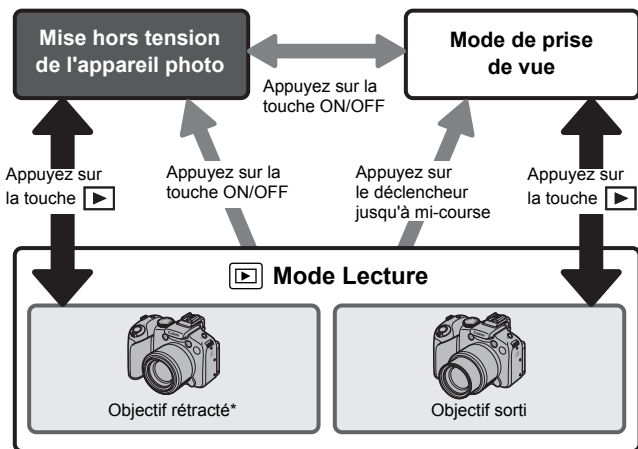 Mise hors tension
de l'appareil photo
Mode de prise
de vue
Appuyez sur la
touche ON/OFF
Appuyez sur
la touche
Appuyez sur la
touche ON/OFF
Appuyez sur
le déclencheur
jusqu'à mi-course
Appuyez sur
la touche
Mode Lecture
Objectif rétracté*
Objectif sorti